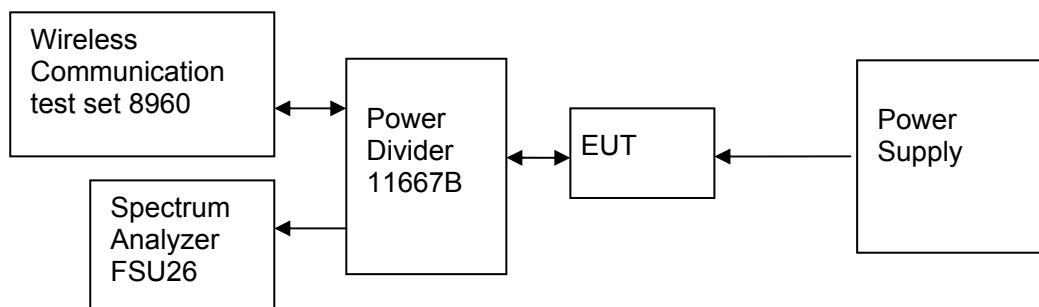 Wireless
Communication
test set 8960
Power
Divider
11667B
EUT
Power
Supply
Spectrum
Analyzer
FSU26